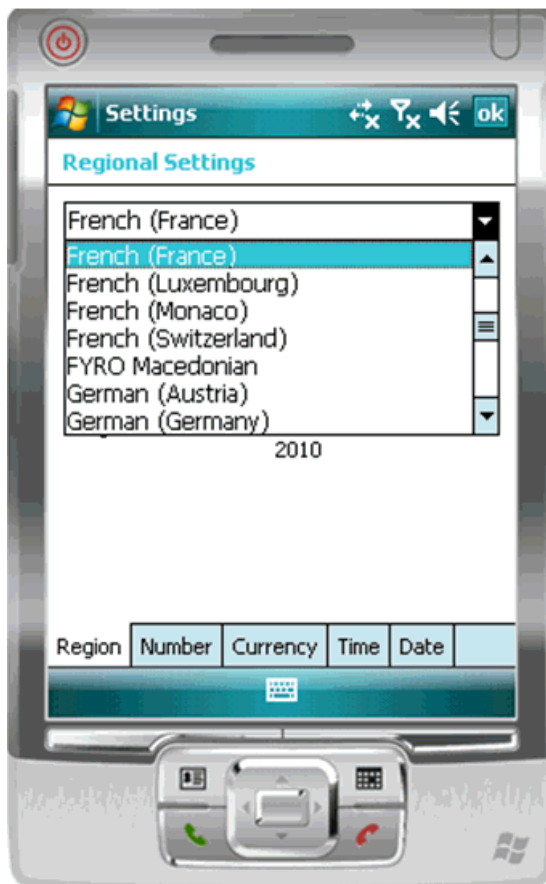 Settings
ok
Regional Settings
French (France)
French (France)
French (Luxembourg)
French (Monaco)
French (Switzerland)
FYRO Macedonian
German (Austria)
German (Germany)
2010
Region Number Currency Time Date